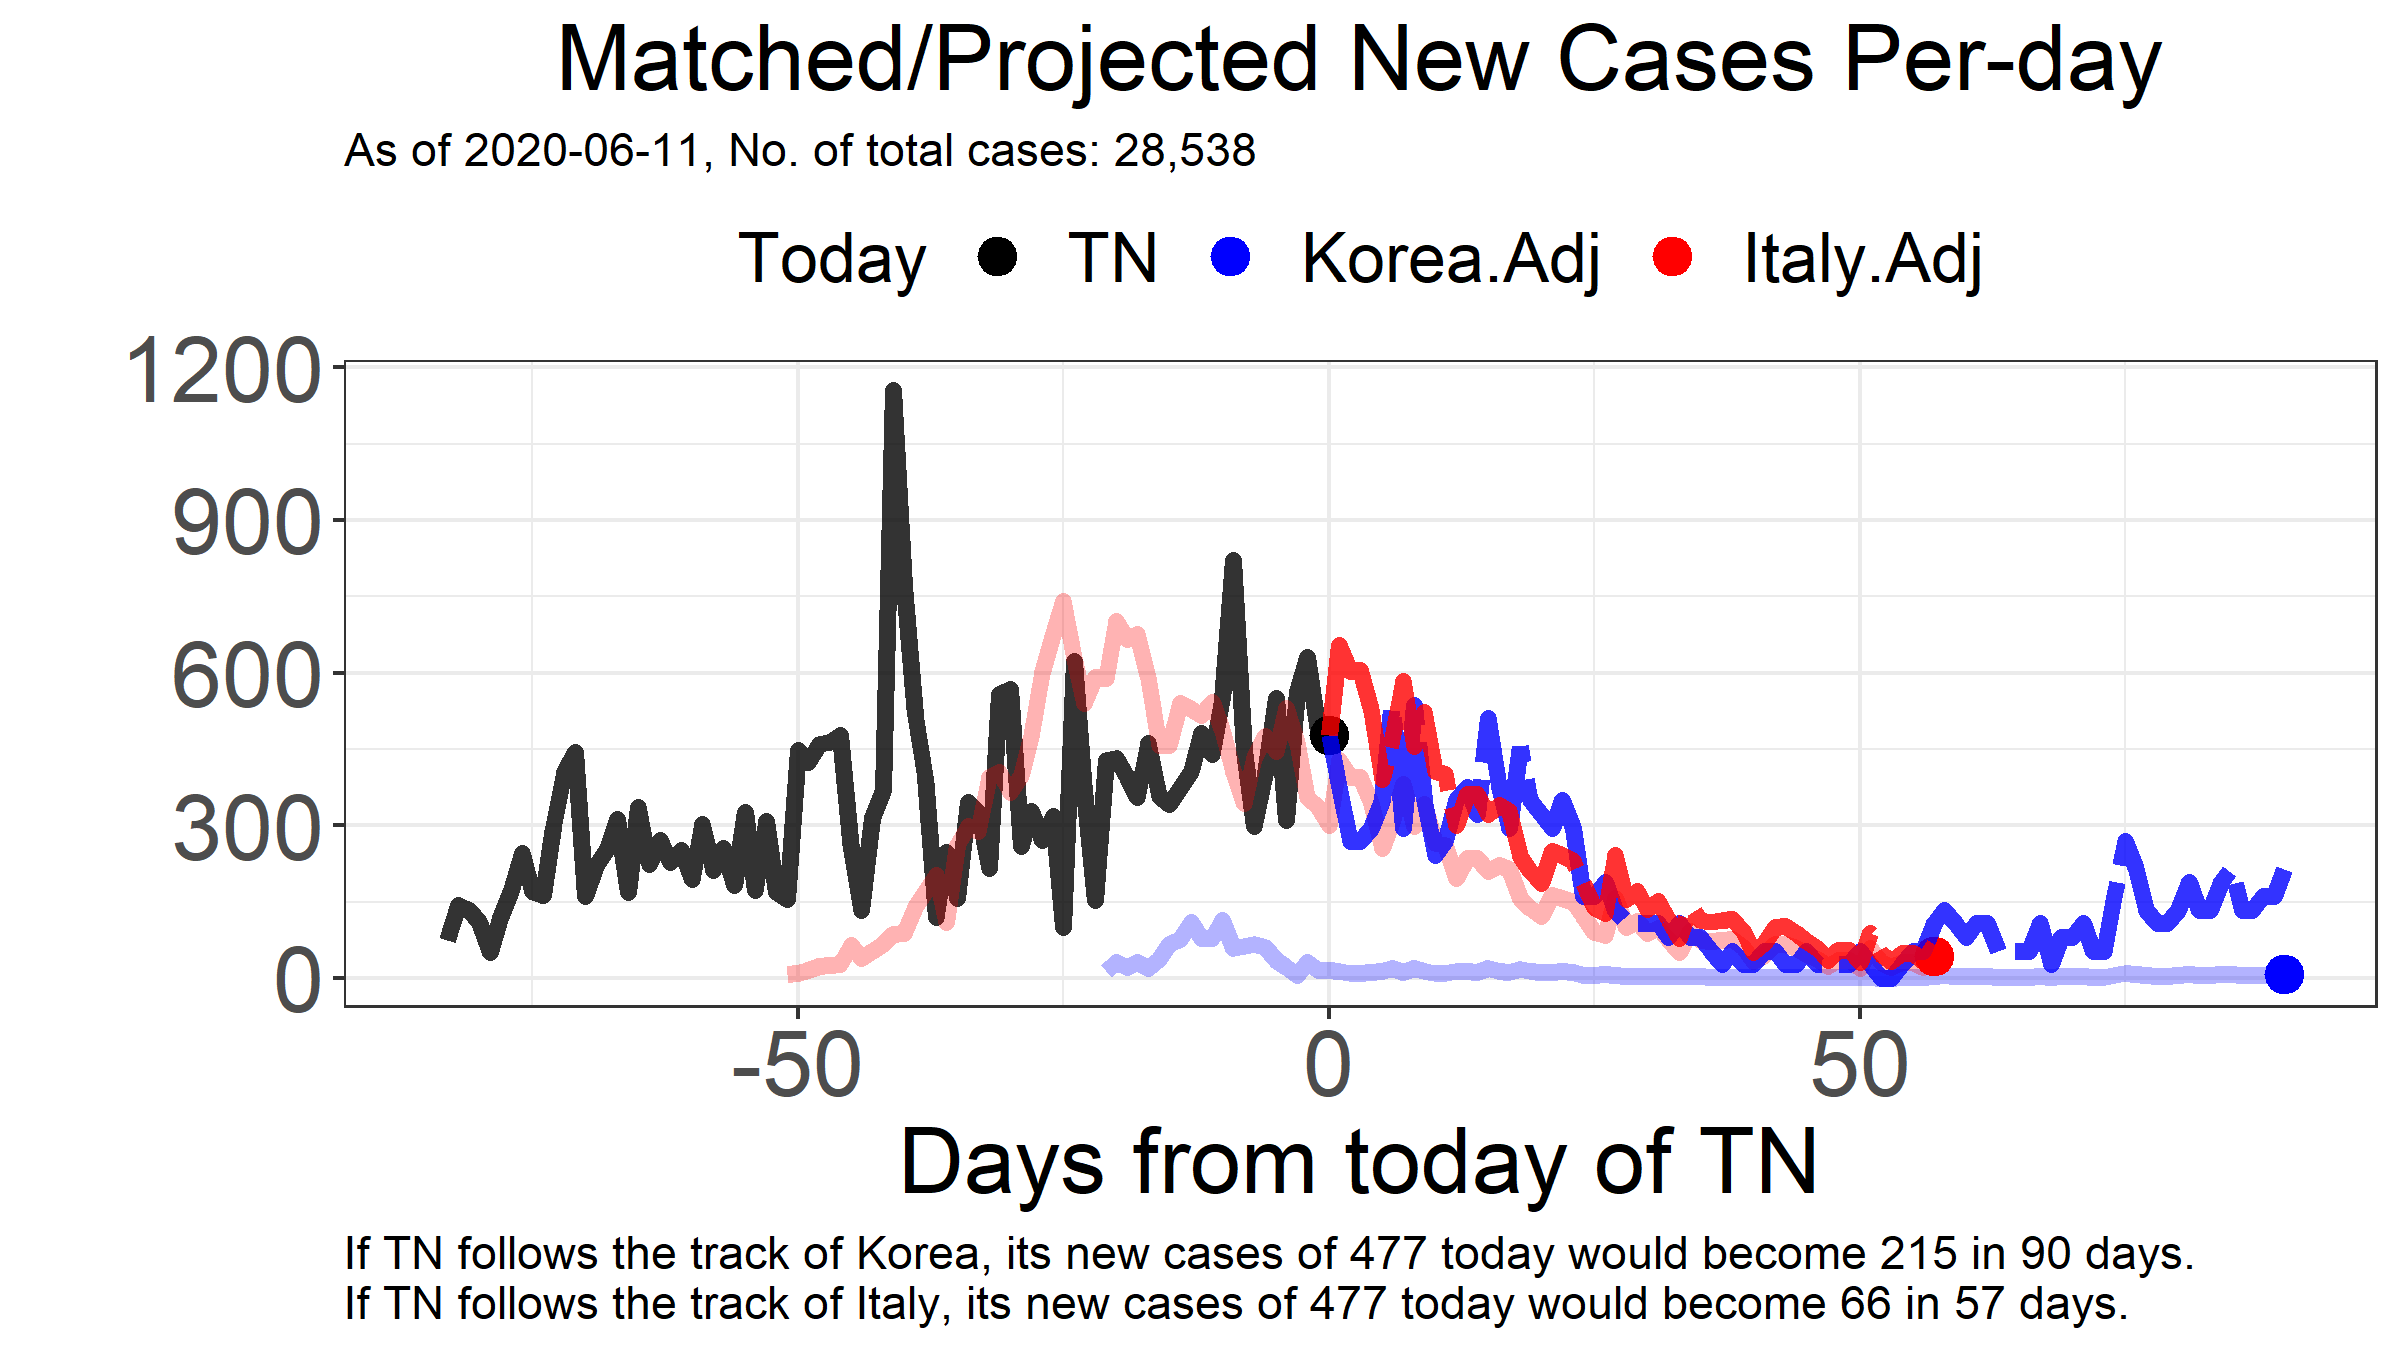 Matched/Projected New Cases Per-day
As of 2020-06-11, No. of total cases: 28,538
Today TN Korea.Adj Italy.Adj
1200
900
600
300
0
-50 0 50
Days from today of TN
If TN follows the track of Korea, its new cases of 477 today would become 215 in 90 days.
If TN follows the track of Italy, its new cases of 477 today would become 66 in 57 days.